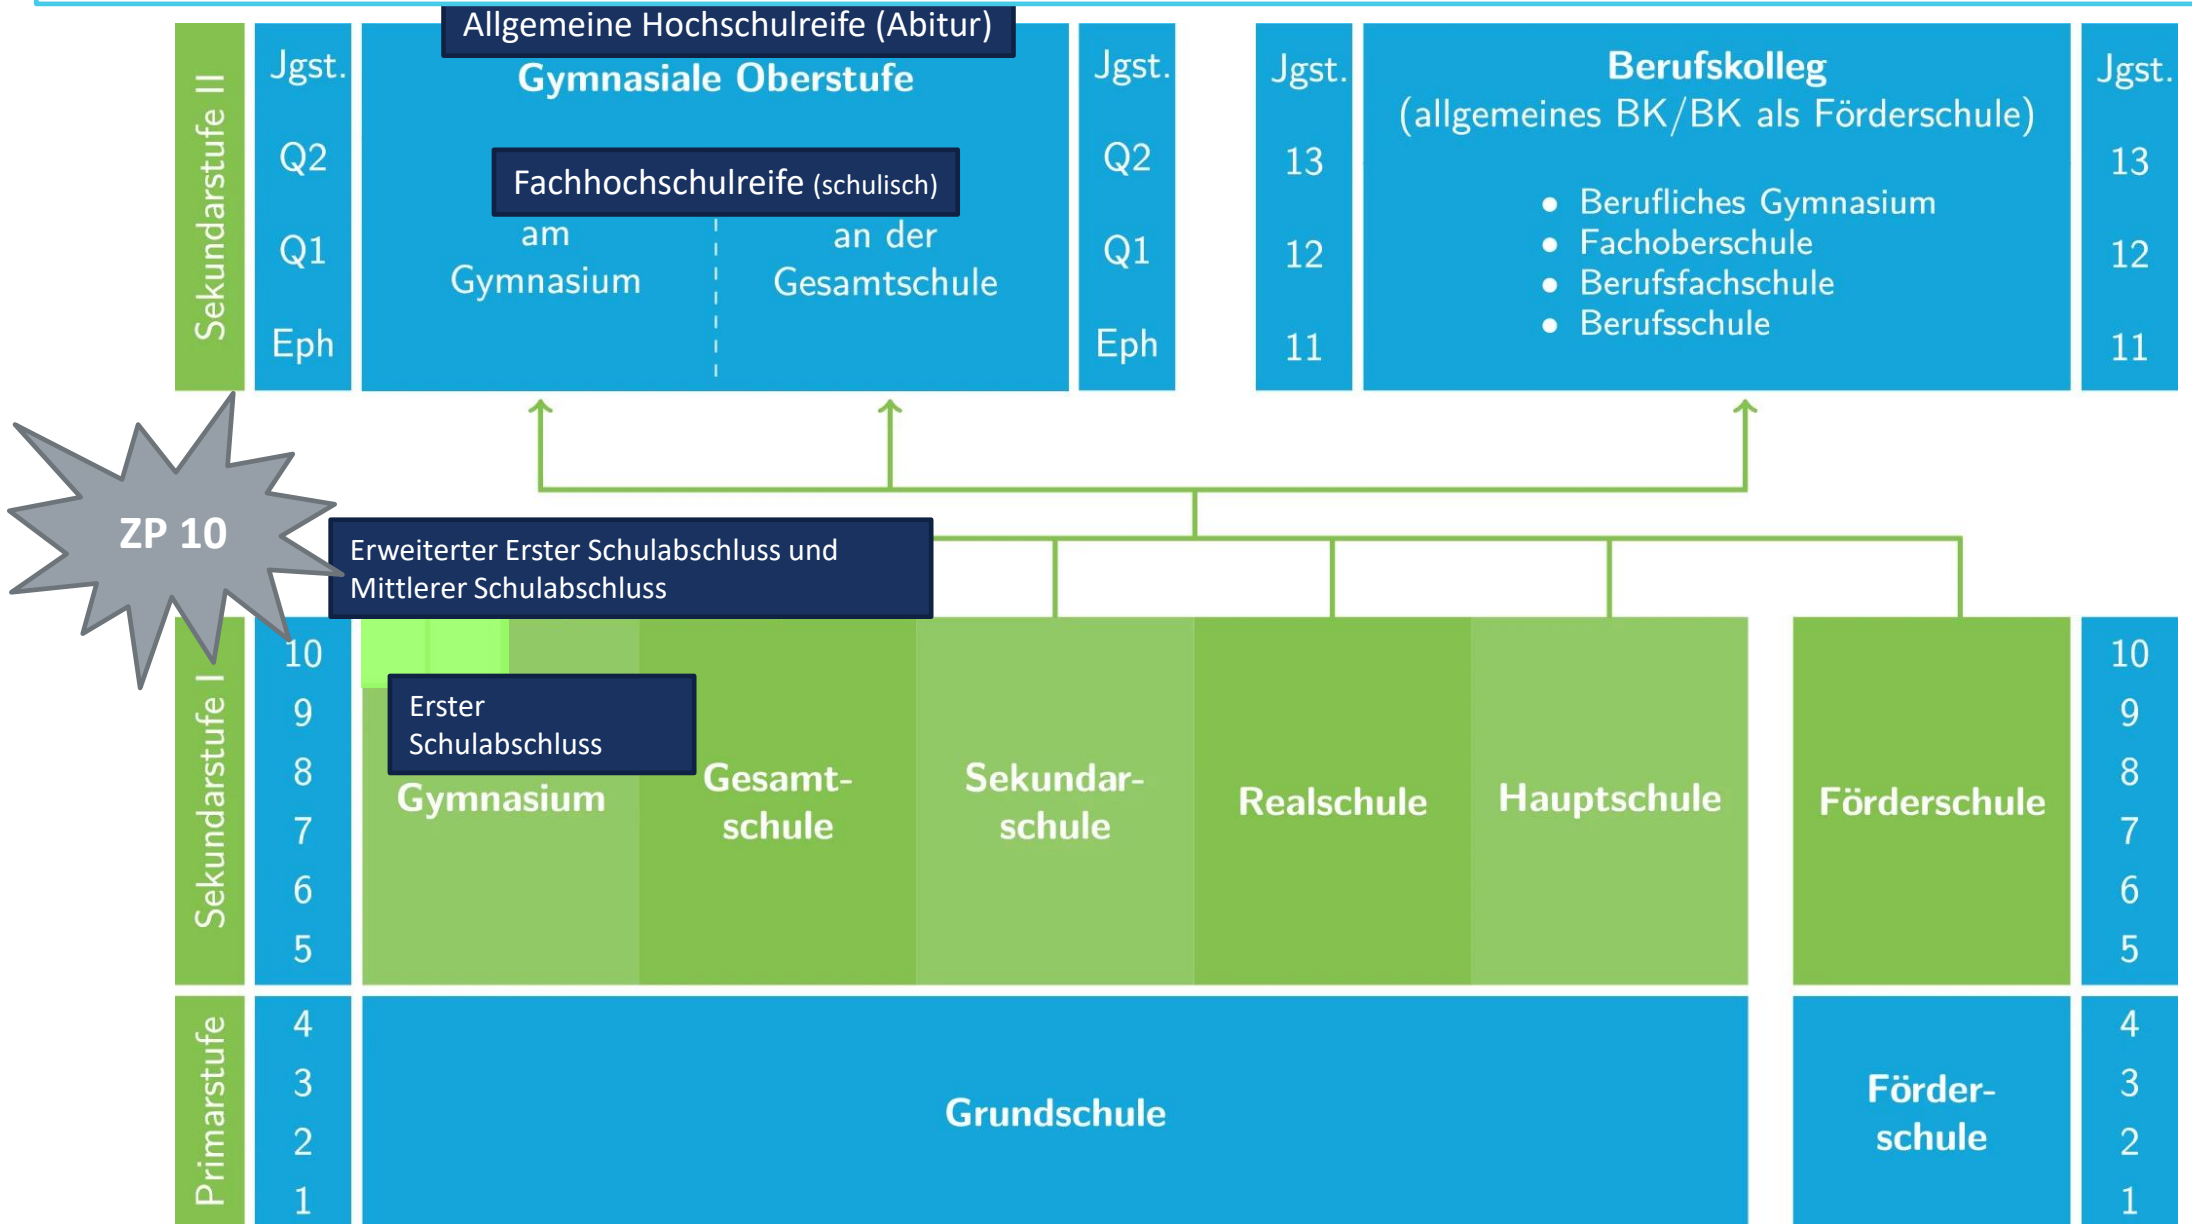 Allgemeine Hochschulreife (Abitur)
Sekundarstufe II
Jgst.
Q2
Q1
Eph
Gymnasiale Oberstufe
Fachhochschulreife (schulisch)
am
Gymnasium
an der
Gesamtschule
Jgst.
Q2
Q1
Eph
Jgst.
13
12
11
Berufskolleg
(allgemeines BK/BK als Förderschule)
• Berufliches Gymnasium
• Fachoberschule
• Berufsfachschule
• Berufsschule
Jgst.
13
12
11
ZP 10
Erweiterter Erster Schulabschluss und
Mittlerer Schulabschluss
Sekundarstufe I
10
9
8
7
6
5
Erster
Schulabschluss
Gymnasium
Gesamt-
schule
Sekundar-
schule
Realschule
Hauptschule
Förderschule
10
9
8
7
6
5
Primarstufe
4
3
2
1
Grundschule
Förder-
schule
4
3
2
1